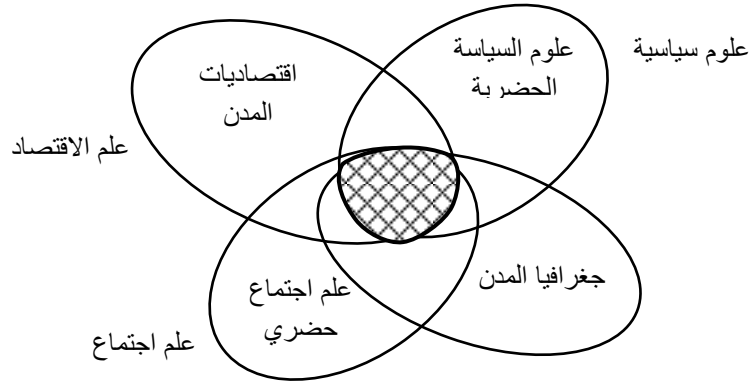 علوم سياسية
علوم السياسة
الحضرية
اقتصاديات
المدن
علم الاقتصاد
جغرافيا المدن
علم اجتماع
حضري
علم اجتماع